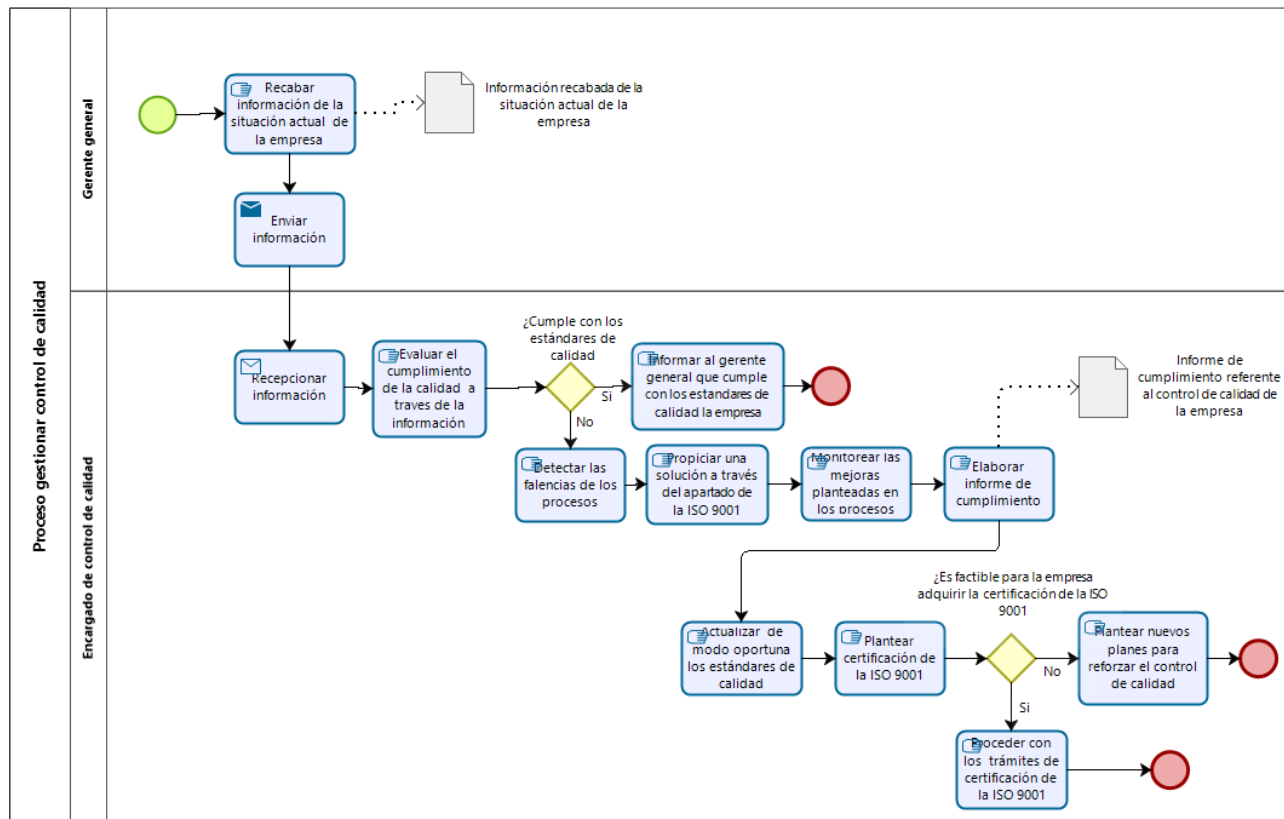 Proceso gestionar control de calidad
Gerente general
Recabar
información de la
situación actual de
la empresa
Información recabada de la
situación actual de la
empresa
Enviar
información
Encargado de control de calidad
Recepcionar
información
Evaluar el
cumplimiento
de la calidad a
traves de la
información
¿Cumple con los
estándares de
calidad
Si
No
Informar al gerente
general que cumple
con los estandares de
calidad la empresa
Informe de
cumplimiento referente
al control de calidad de
la empresa
Detectar las
falencias de los
procesos
Propiciar una
solución a través
del apartado de
la ISO 9001
Monitorear las
mejoras
planteadas en
los procesos
Elaborar
informe de
cumplimiento
Actualizar de
modo oportuna
los estándares de
calidad
Plantear
certificación de
la ISO 9001
¿Es factible para la empresa
adquirir la certificación de la ISO
9001
No
Si
Plantear nuevos
planes para
reforzar el control
de calidad
Proceder con
los trámites de
certificación de
la ISO 9001